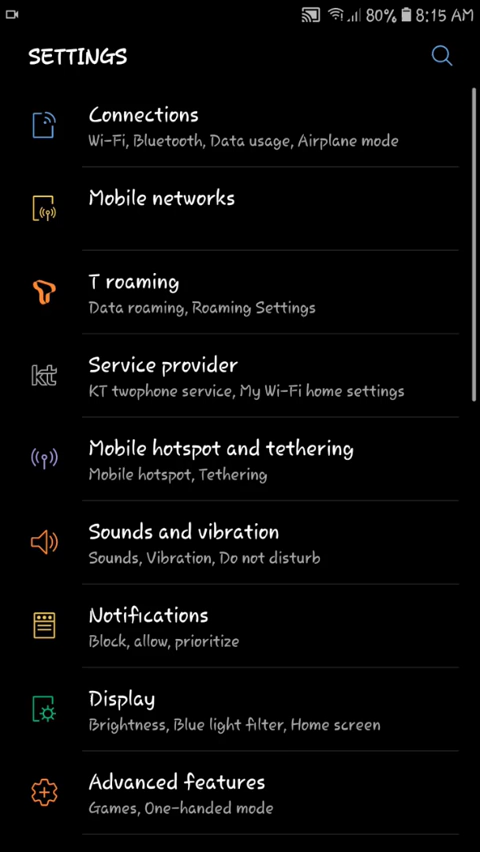 80% 8:15 AM
SETTINGS
Connections
Wi-Fi, Bluetooth, Data usage, Airplane mode
Mobile networks
T roaming
Data roaming, Roaming Settings
kt
Service provider
KT twophone service, My Wi-Fi home settings
Mobile hotspot and tethering
Mobile hotspot, Tethering
Sounds and vibration
Sounds, Vibration, Do not disturb
Notifications
Block, allow, prioritize
Display
Brightness, Blue light filter, Home screen
Advanced features
Games, One-handed mode